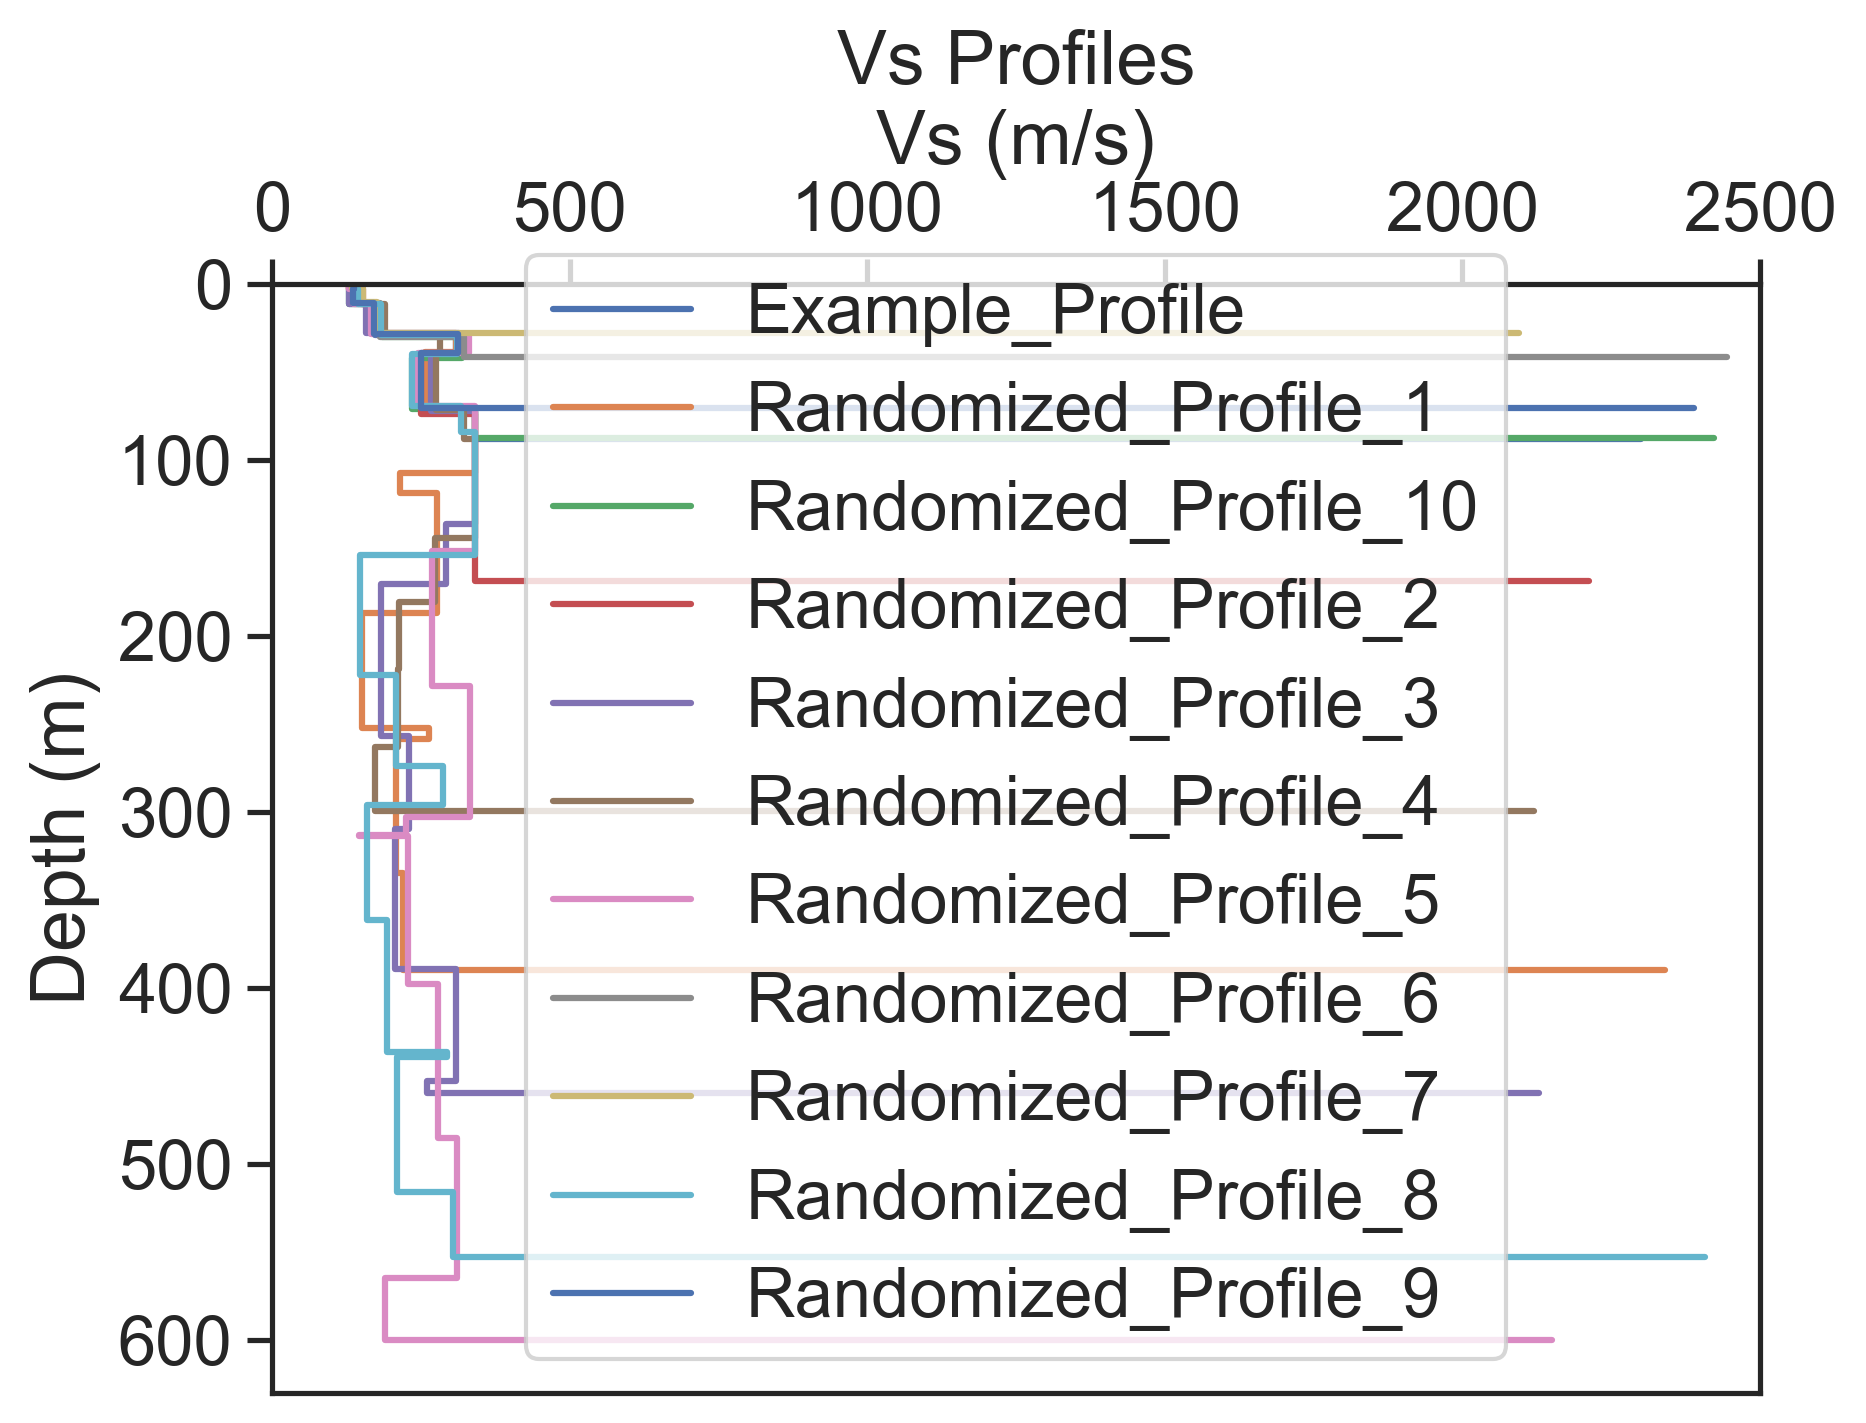 Vs Profiles
Vs (m/s)
0 500 1000 1500 2000 2500
0
100
200
300
400
500
600
Depth (m)
Example_Profile
Randomized_Profile_1
Randomized_Profile_10
Randomized_Profile_2
Randomized_Profile_3
Randomized_Profile_4
Randomized_Profile_5
Randomized_Profile_6
Randomized_Profile_7
Randomized_Profile_8
Randomized_Profile_9